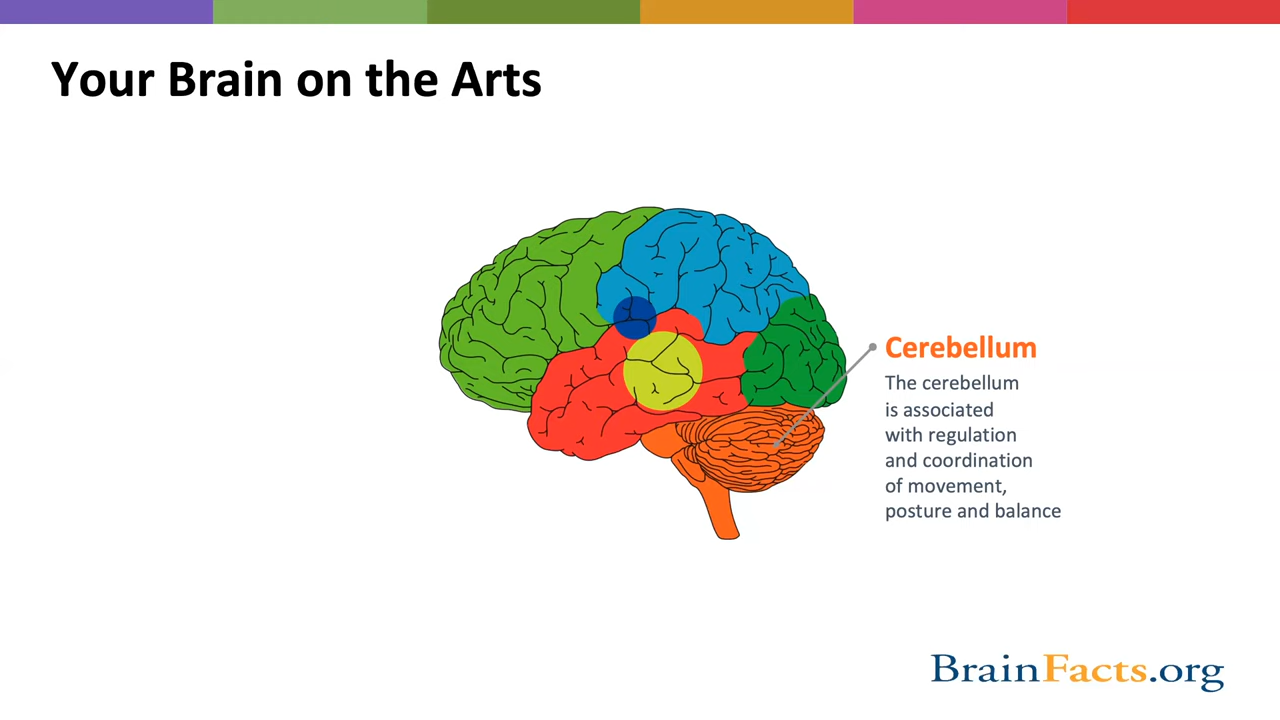 Your Brain on the Arts
Cerebellum
The cerebellum
is associated
with regulation
and coordination
of movement,
posture and balance
BrainFacts.org